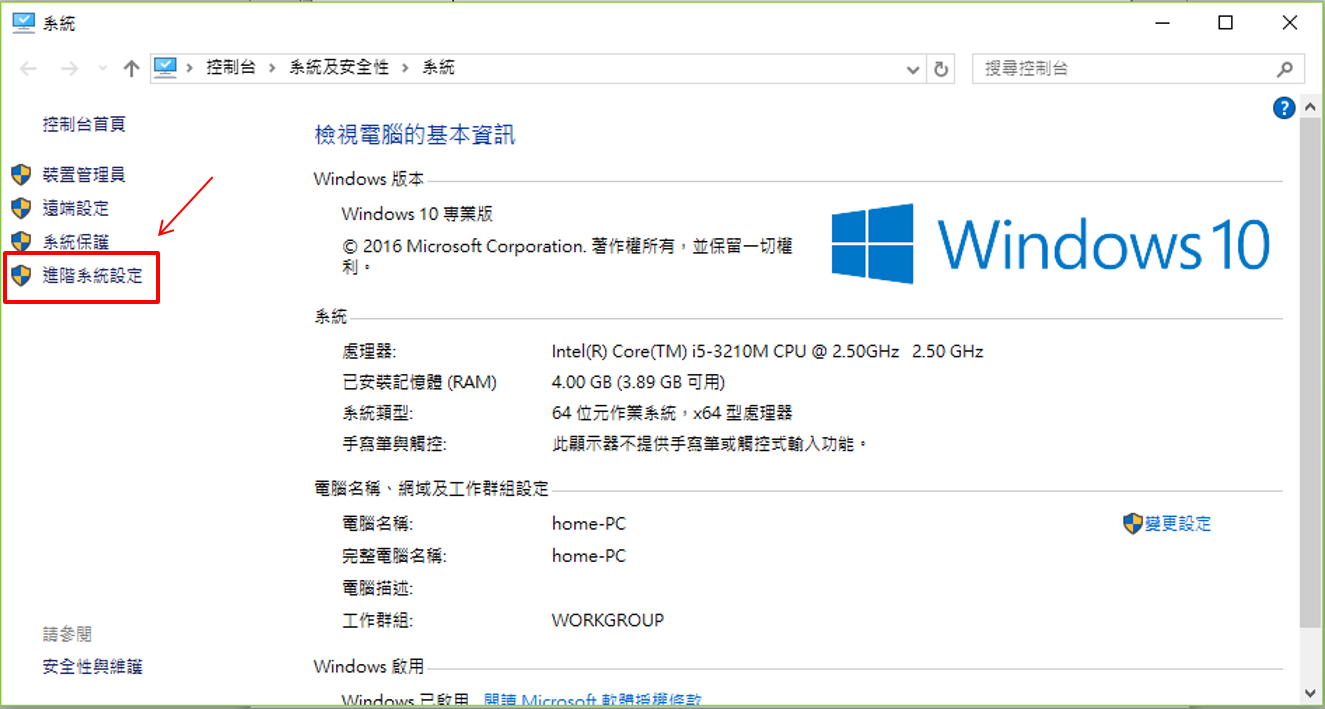 系統
控制台 › 系統及安全性 › 系統
搜尋控制台
控制台首頁
裝置管理員
遠端設定
系統保護
進階系統設定
請參閱
安全性與維護
檢視電腦的基本資訊
Windows 版本
Windows 10 專業版
© 2016 Microsoft Corporation. 著作權所有，並保留一切權
利。
Windows 10
系統
處理器: Intel(R) Core(TM) i5-3210M CPU @ 2.50GHz 2.50 GHz
已安裝記憶體 (RAM) 4.00 GB (3.89 GB 可用)
系統類型: 64 位元作業系統，x64 型處理器
手寫筆與觸控: 此顯示器不提供手寫筆或觸控式輸入功能。
電腦名稱、網域及工作群組設定
電腦名稱: home-PC 變更設定
完整電腦名稱: home-PC
電腦描述:
工作群組: WORKGROUP
Windows 啟用
Windows 已啟用 閱讀 Microsoft 軟體授權條款